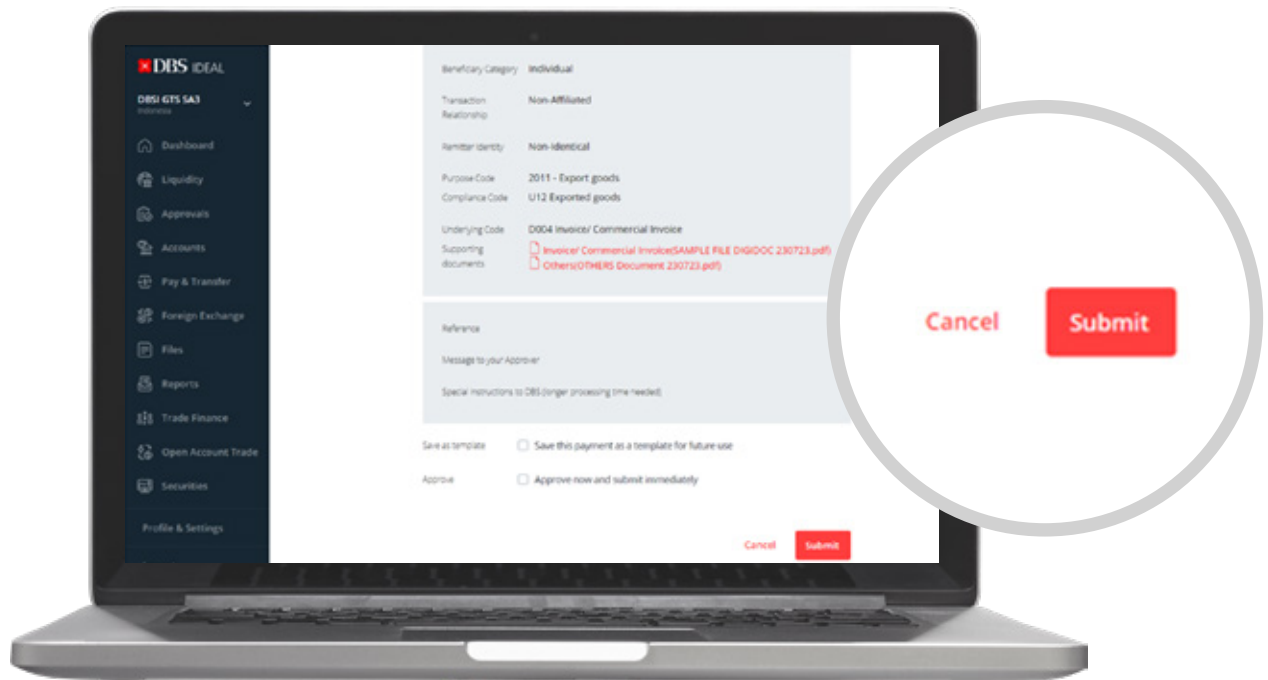 DBS IDEAL
DBSI GTS SA3
Indonesia
Dashboard
Liquidity
Approvals
Accounts
Pay & Transfer
Foreign Exchange
Files
Reports
Trade Finance
Open Account Trade
Securities
Profile & Settings
Beneficiary Category Individual
Transaction Relationship Non-Affiliated
Remitter Identity Non-Identical
Purpose Code 2011 - Export goods
Compliance Code U12 Exported goods
Underlying Code D004 Invoice/ Commercial Invoice
Supporting documents Invoice/ Commercial Invoice(SAMPLE FILE DIGIDOC 230723.pdf)
Others(OTHERS Document 230723.pdf)
Reference
Message to your Approver
Special instructions to DBS (longer processing time needed)
Save as template Save this payment as a template for future use
Approve Approve now and submit immediately
Cancel Submit
Cancel Submit